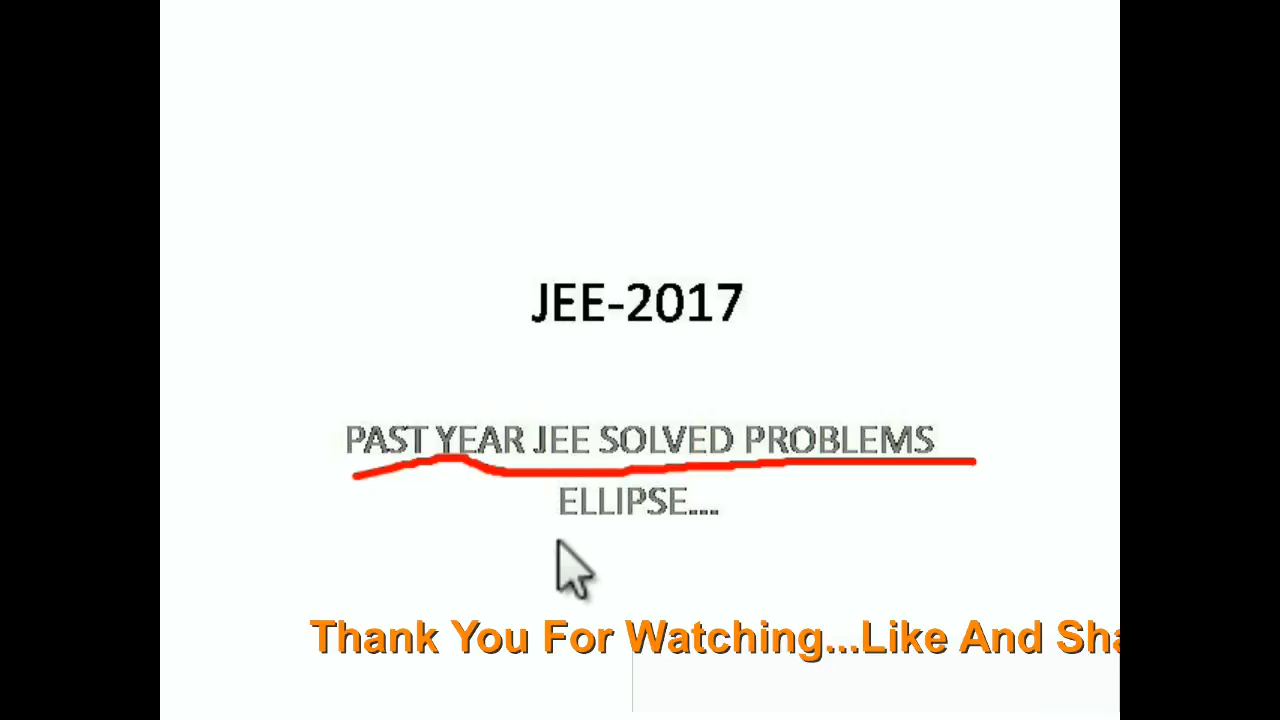 JEE-2017
PAST YEAR JEE SOLVED PROBLEMS
ELLIPSE....
Thank You For Watching...Like And Sha